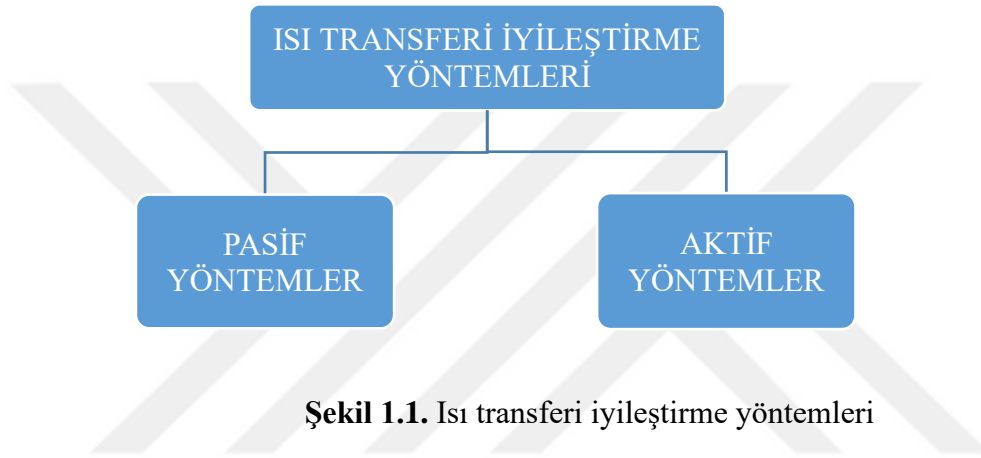 ISI TRANSFERİ İYİLEŞTİRME
YÖNTEMLERİ
PASİF
YÖNTEMLER
AKTİF
YÖNTEMLER
Şekil 1.1. Isı transferi iyileştirme yöntemleri